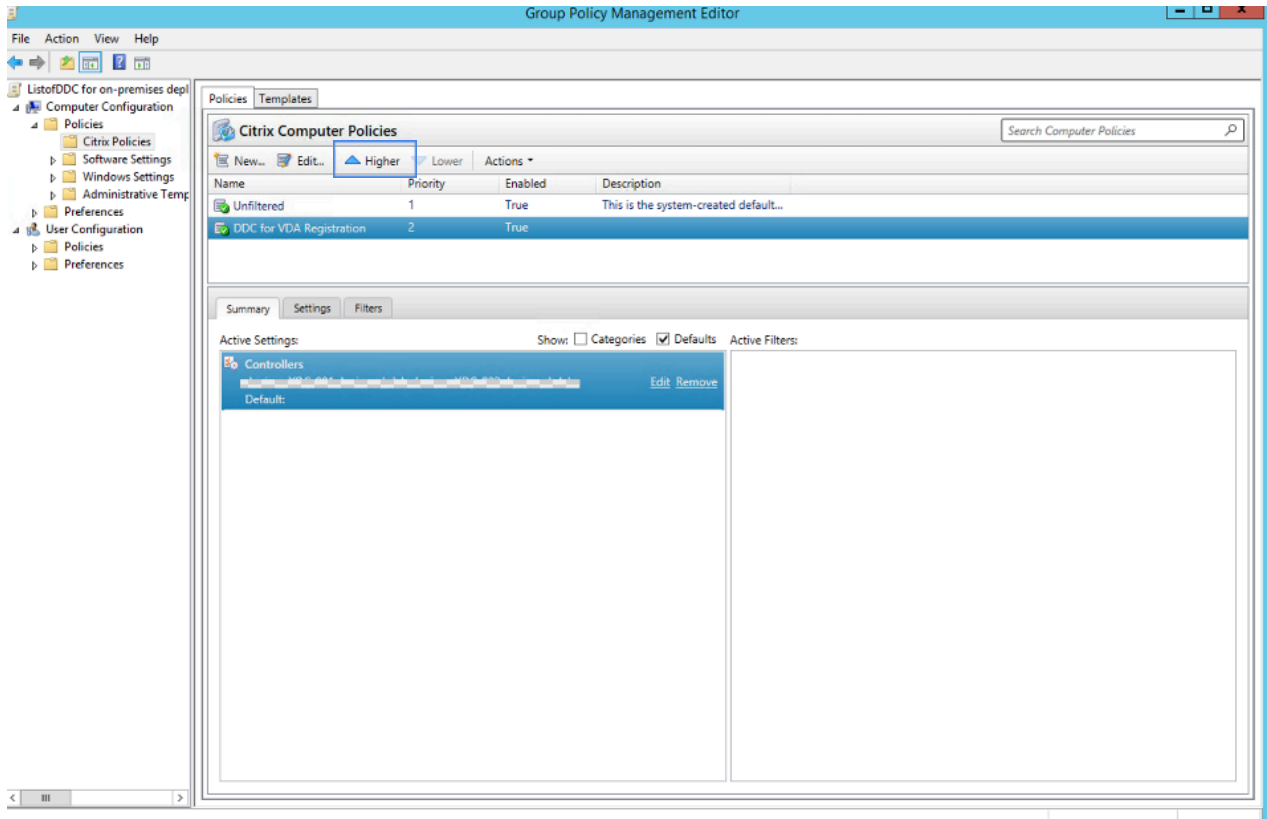 Group Policy Management Editor
File Action View Help
ListofDDC for on-premises depl
Computer Configuration
Policies
Citrix Policies
Software Settings
Windows Settings
Administrative Temp
Preferences
User Configuration
Policies
Preferences
Policies Templates
Citrix Computer Policies
Search Computer Policies
New... Edit... Higher Lower Actions
Name Priority Enabled Description
Unfiltered 1 True This is the system-created default...
DDC for VDA Registration 2 True
Summary Settings Filters
Active Settings: Show: Categories Defaults Active Filters:
Controllers
Edit Remove
Default: